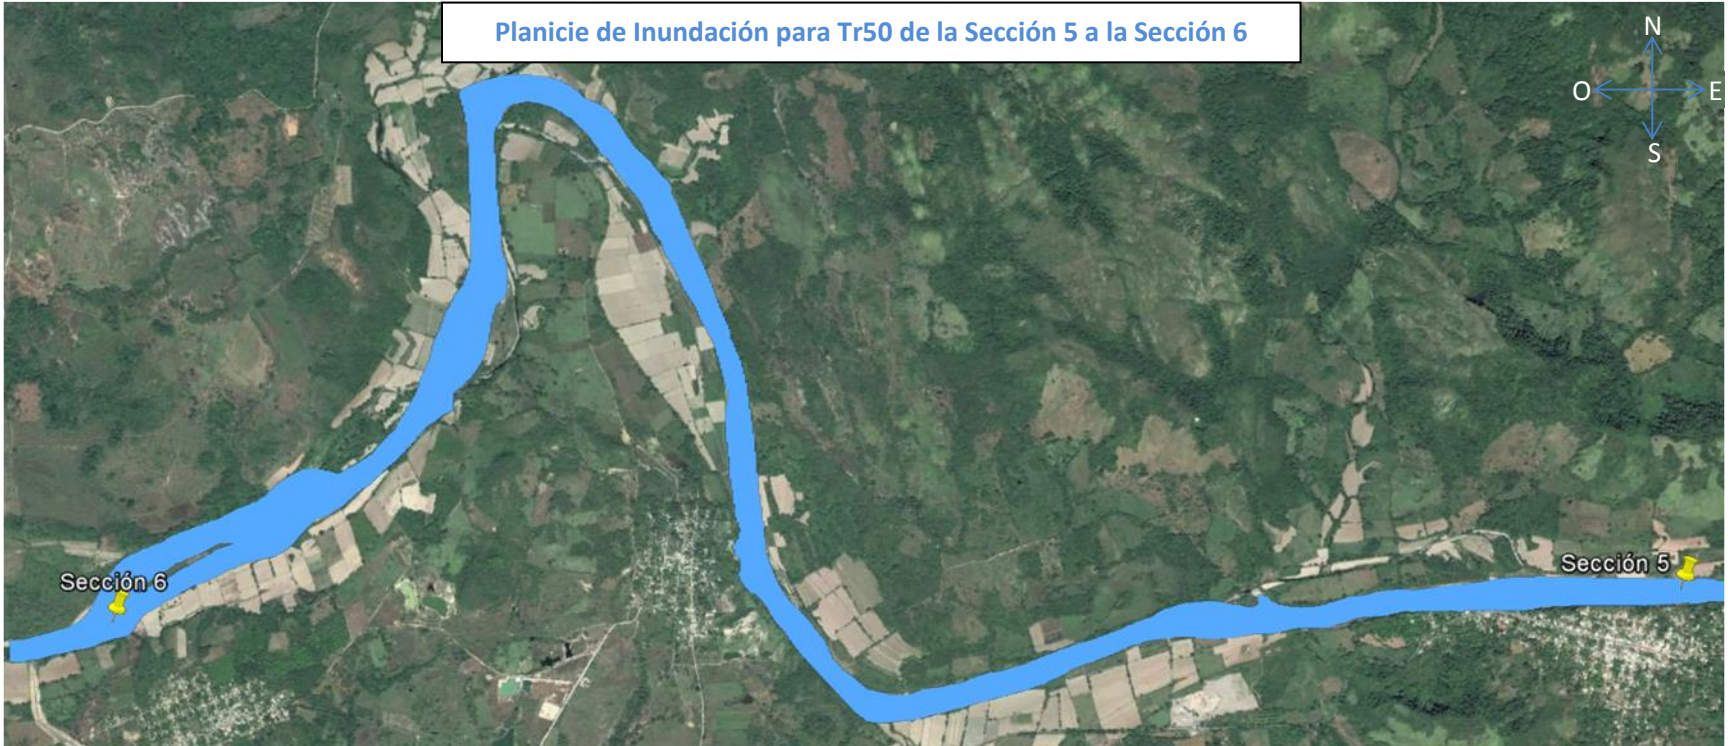 Planicie de Inundación para Tr50 de la Sección 5 a la Sección 6
N
O
E
S
Sección 5
Sección 6